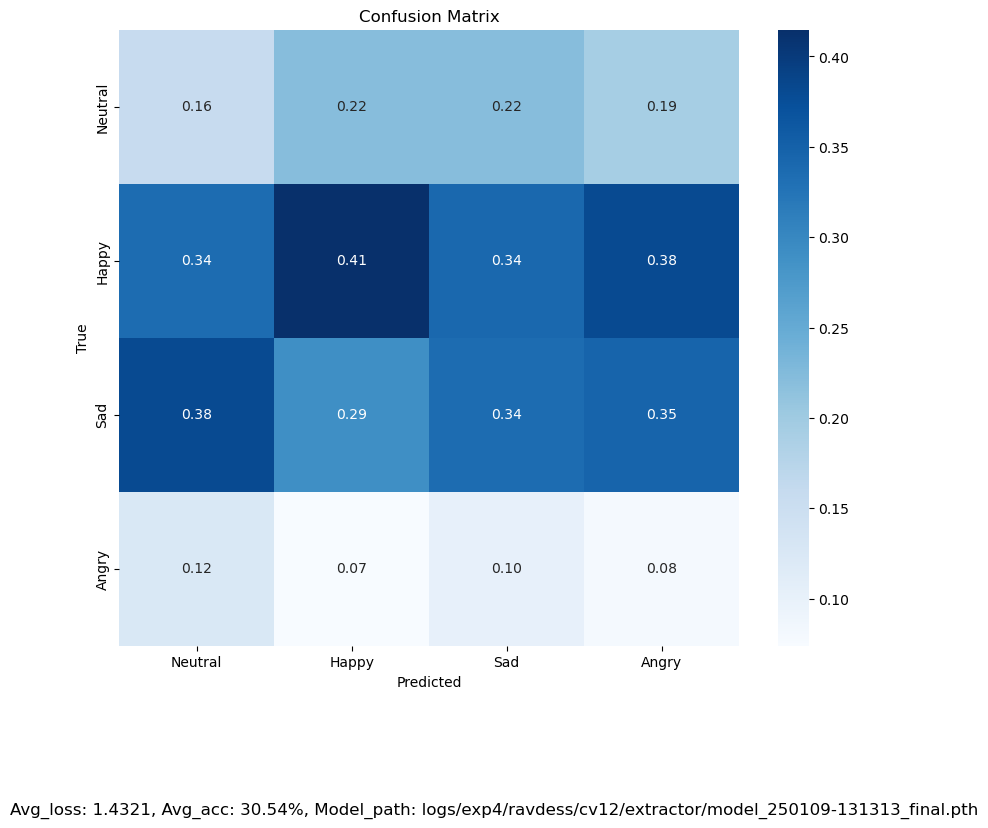 Confusion Matrix
Neutral 0.16 0.22 0.22 0.19
Happy 0.34 0.41 0.34 0.38
Sad 0.38 0.29 0.34 0.35
Angry 0.12 0.07 0.10 0.08
True
Neutral Happy Sad Angry
Predicted
0.40
0.35
0.30
0.25
0.20
0.15
0.10
Avg_loss: 1.4321, Avg_acc: 30.54%, Model_path: logs/exp4/ravdess/cv12/extractor/model_250109-131313_final.pth